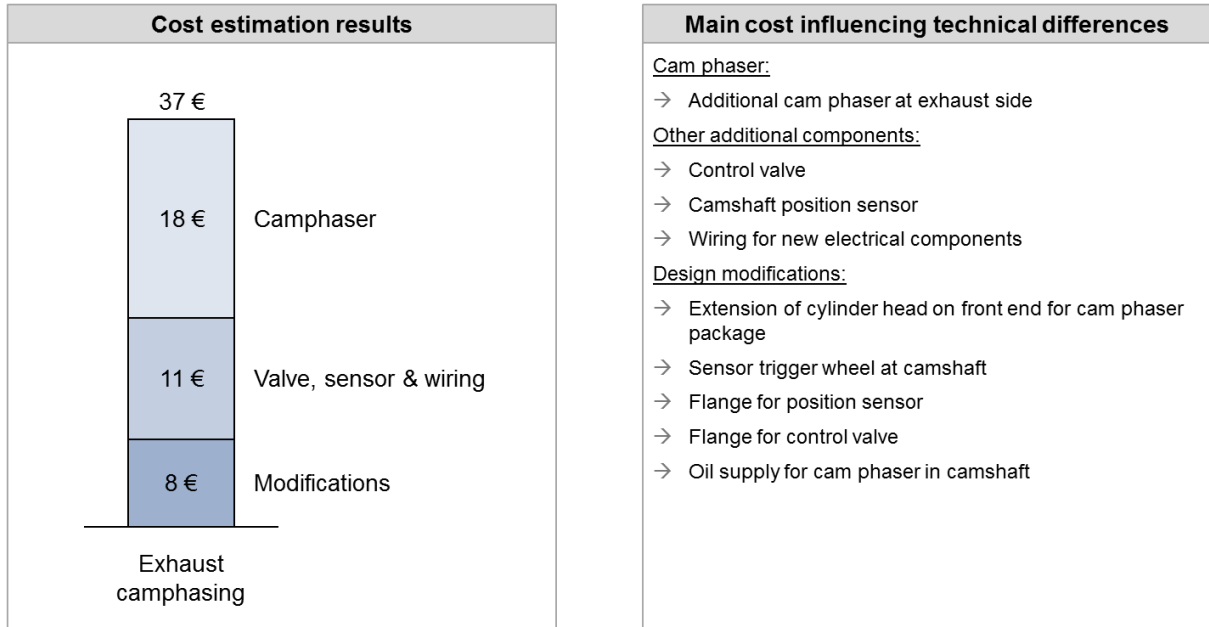 Cost estimation results
37 €
18 €
Camphaser
11 €
Valve, sensor & wiring
8 €
Modifications
Exhaust
camphasing
Main cost influencing technical differences
Cam phaser:
→ Additional cam phaser at exhaust side
Other additional components:
→ Control valve
→ Camshaft position sensor
→ Wiring for new electrical components
Design modifications:
→ Extension of cylinder head on front end for cam phaser
package
→ Sensor trigger wheel at camshaft
→ Flange for position sensor
→ Flange for control valve
→ Oil supply for cam phaser in camshaft